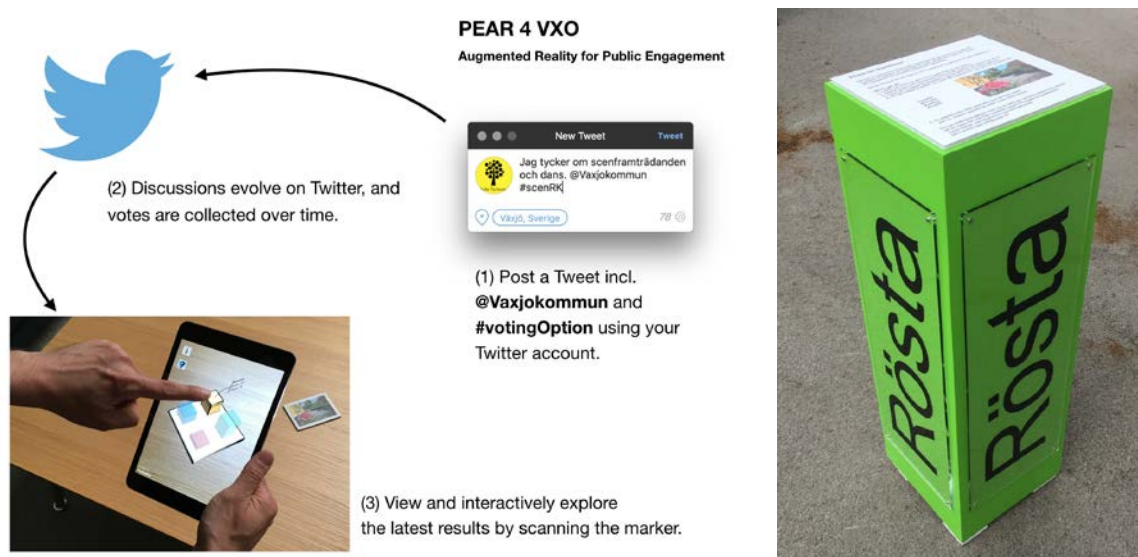 PEAR 4 VXO
Augmented Reality for Public Engagement
New Tweet
Tweet
Jag tycker om scenframträdanden
och dans. @Vaxjokommun
#scenRK
Växjö, Sverige
78
(1) Post a Tweet incl.
@Vaxjokommun and
#votingOption using your
Twitter account.
(2) Discussions evolve on Twitter, and
votes are collected over time.
(3) View and interactively explore
the latest results by scanning the marker.
Rösta
Rösta